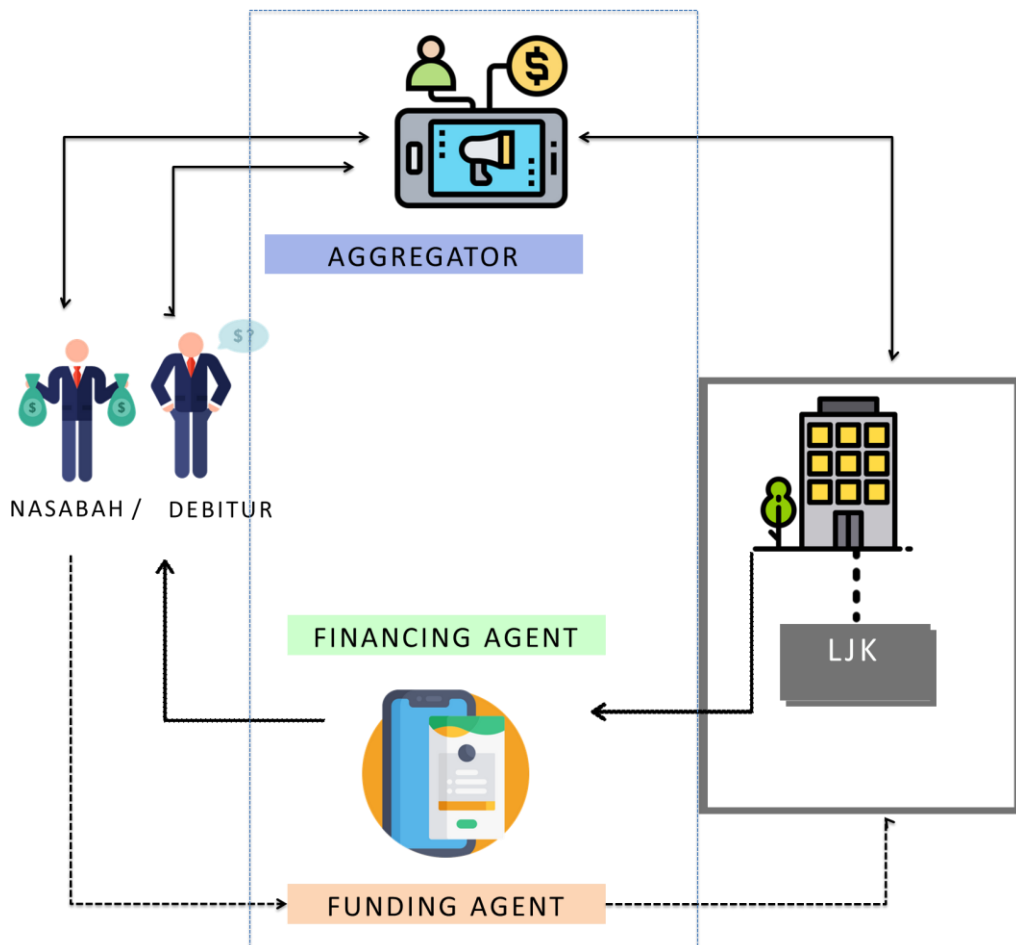 AGGREGATOR
$?
$
$
$
NASABAH / DEBITUR
FINANCING AGENT
LJK
FUNDING AGENT